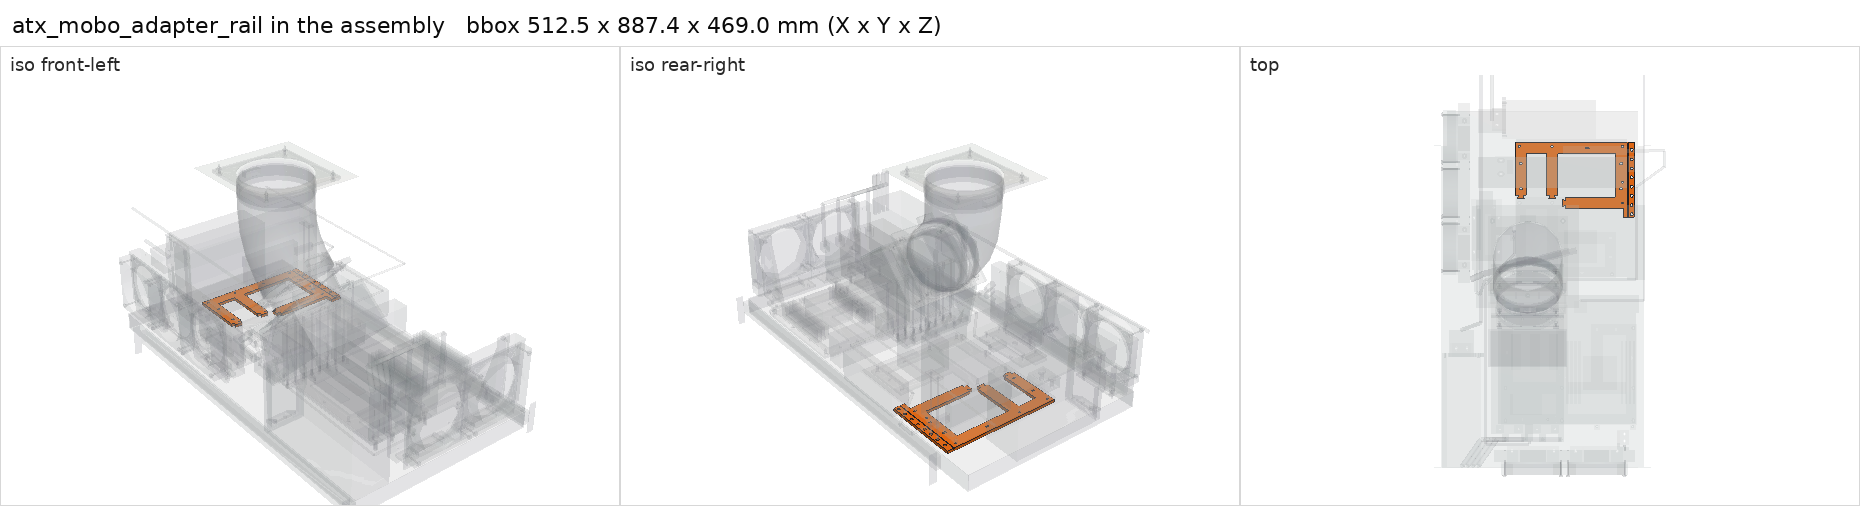 atx_mobo_adapter_rail in the assembly   bbox 512.5 x 887.4 x 469.0 mm (X x Y x Z)
iso front-left
iso rear-right
top